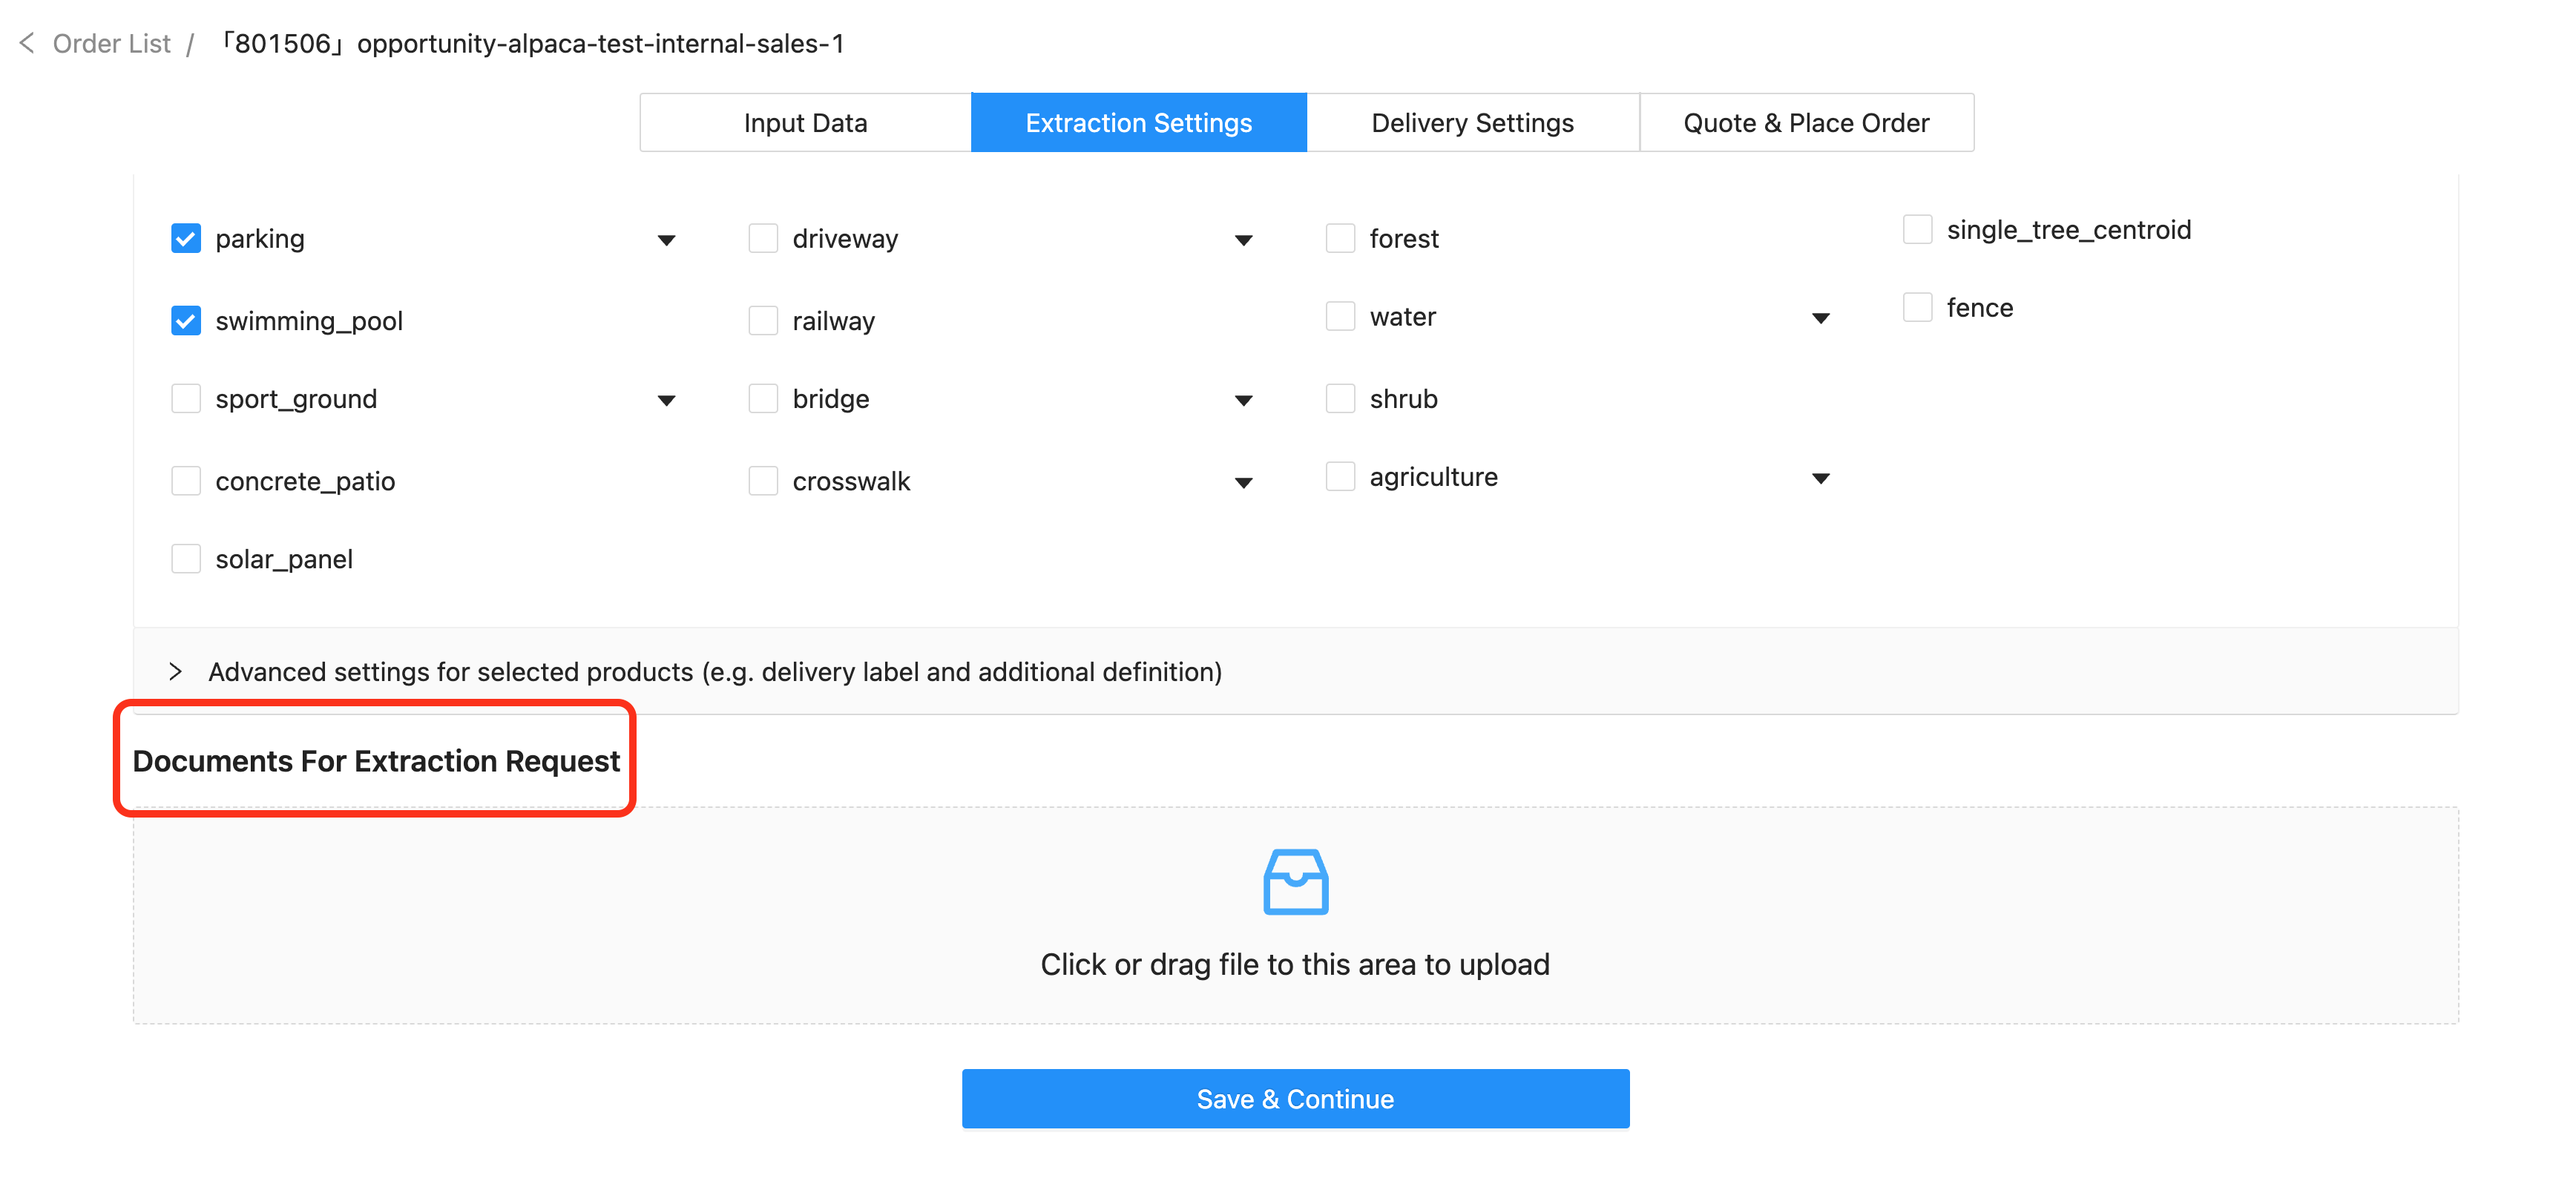 Order List / 「801506」opportunity-alpaca-test-internal-sales-1
Input Data Extraction Settings Delivery Settings Quote & Place Order
parking driveway forest single_tree_centroid
swimming_pool railway water fence
sport_ground bridge shrub
concrete_patio crosswalk agriculture
solar_panel
Advanced settings for selected products (e.g. delivery label and additional definition)
Documents For Extraction Request
Click or drag file to this area to upload
Save & Continue